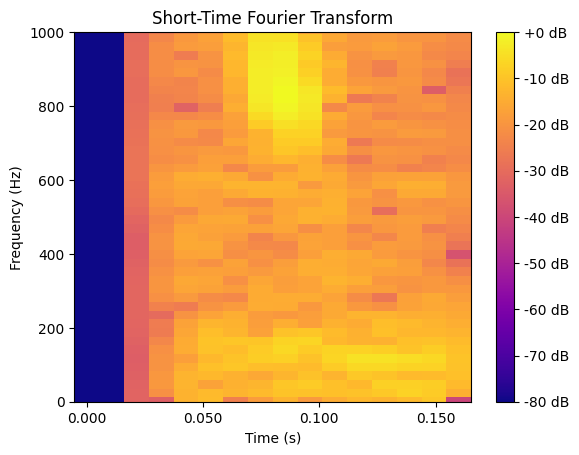 Short-Time Fourier Transform
1000
800
600
400
200
0
Frequency (Hz)
0.000
0.050
0.100
0.150
Time (s)
+0 dB
-10 dB
-20 dB
-30 dB
-40 dB
-50 dB
-60 dB
-70 dB
-80 dB